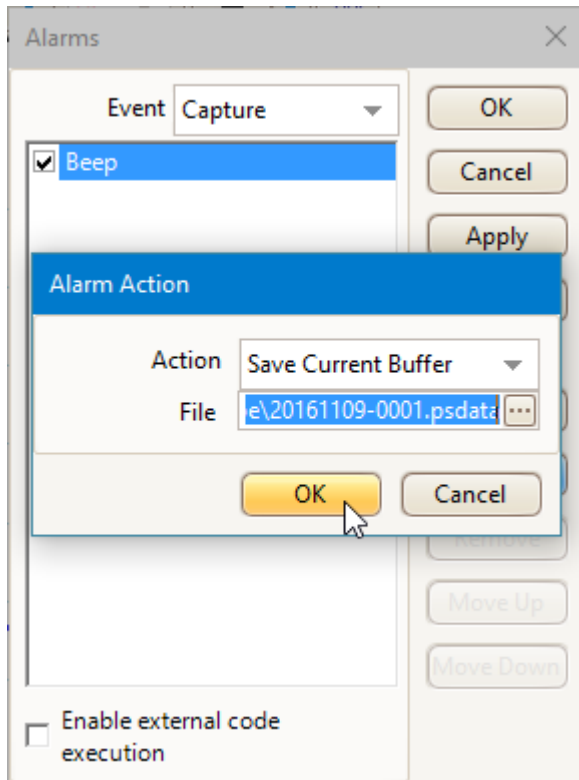 Alarms
Event Capture
OK
Beep
Cancel
Apply
Alarm Action
Action Save Current Buffer
File e\20161109-0001.psdata ...
OK Cancel
Remove
Move Up
Move Down
Enable external code
execution